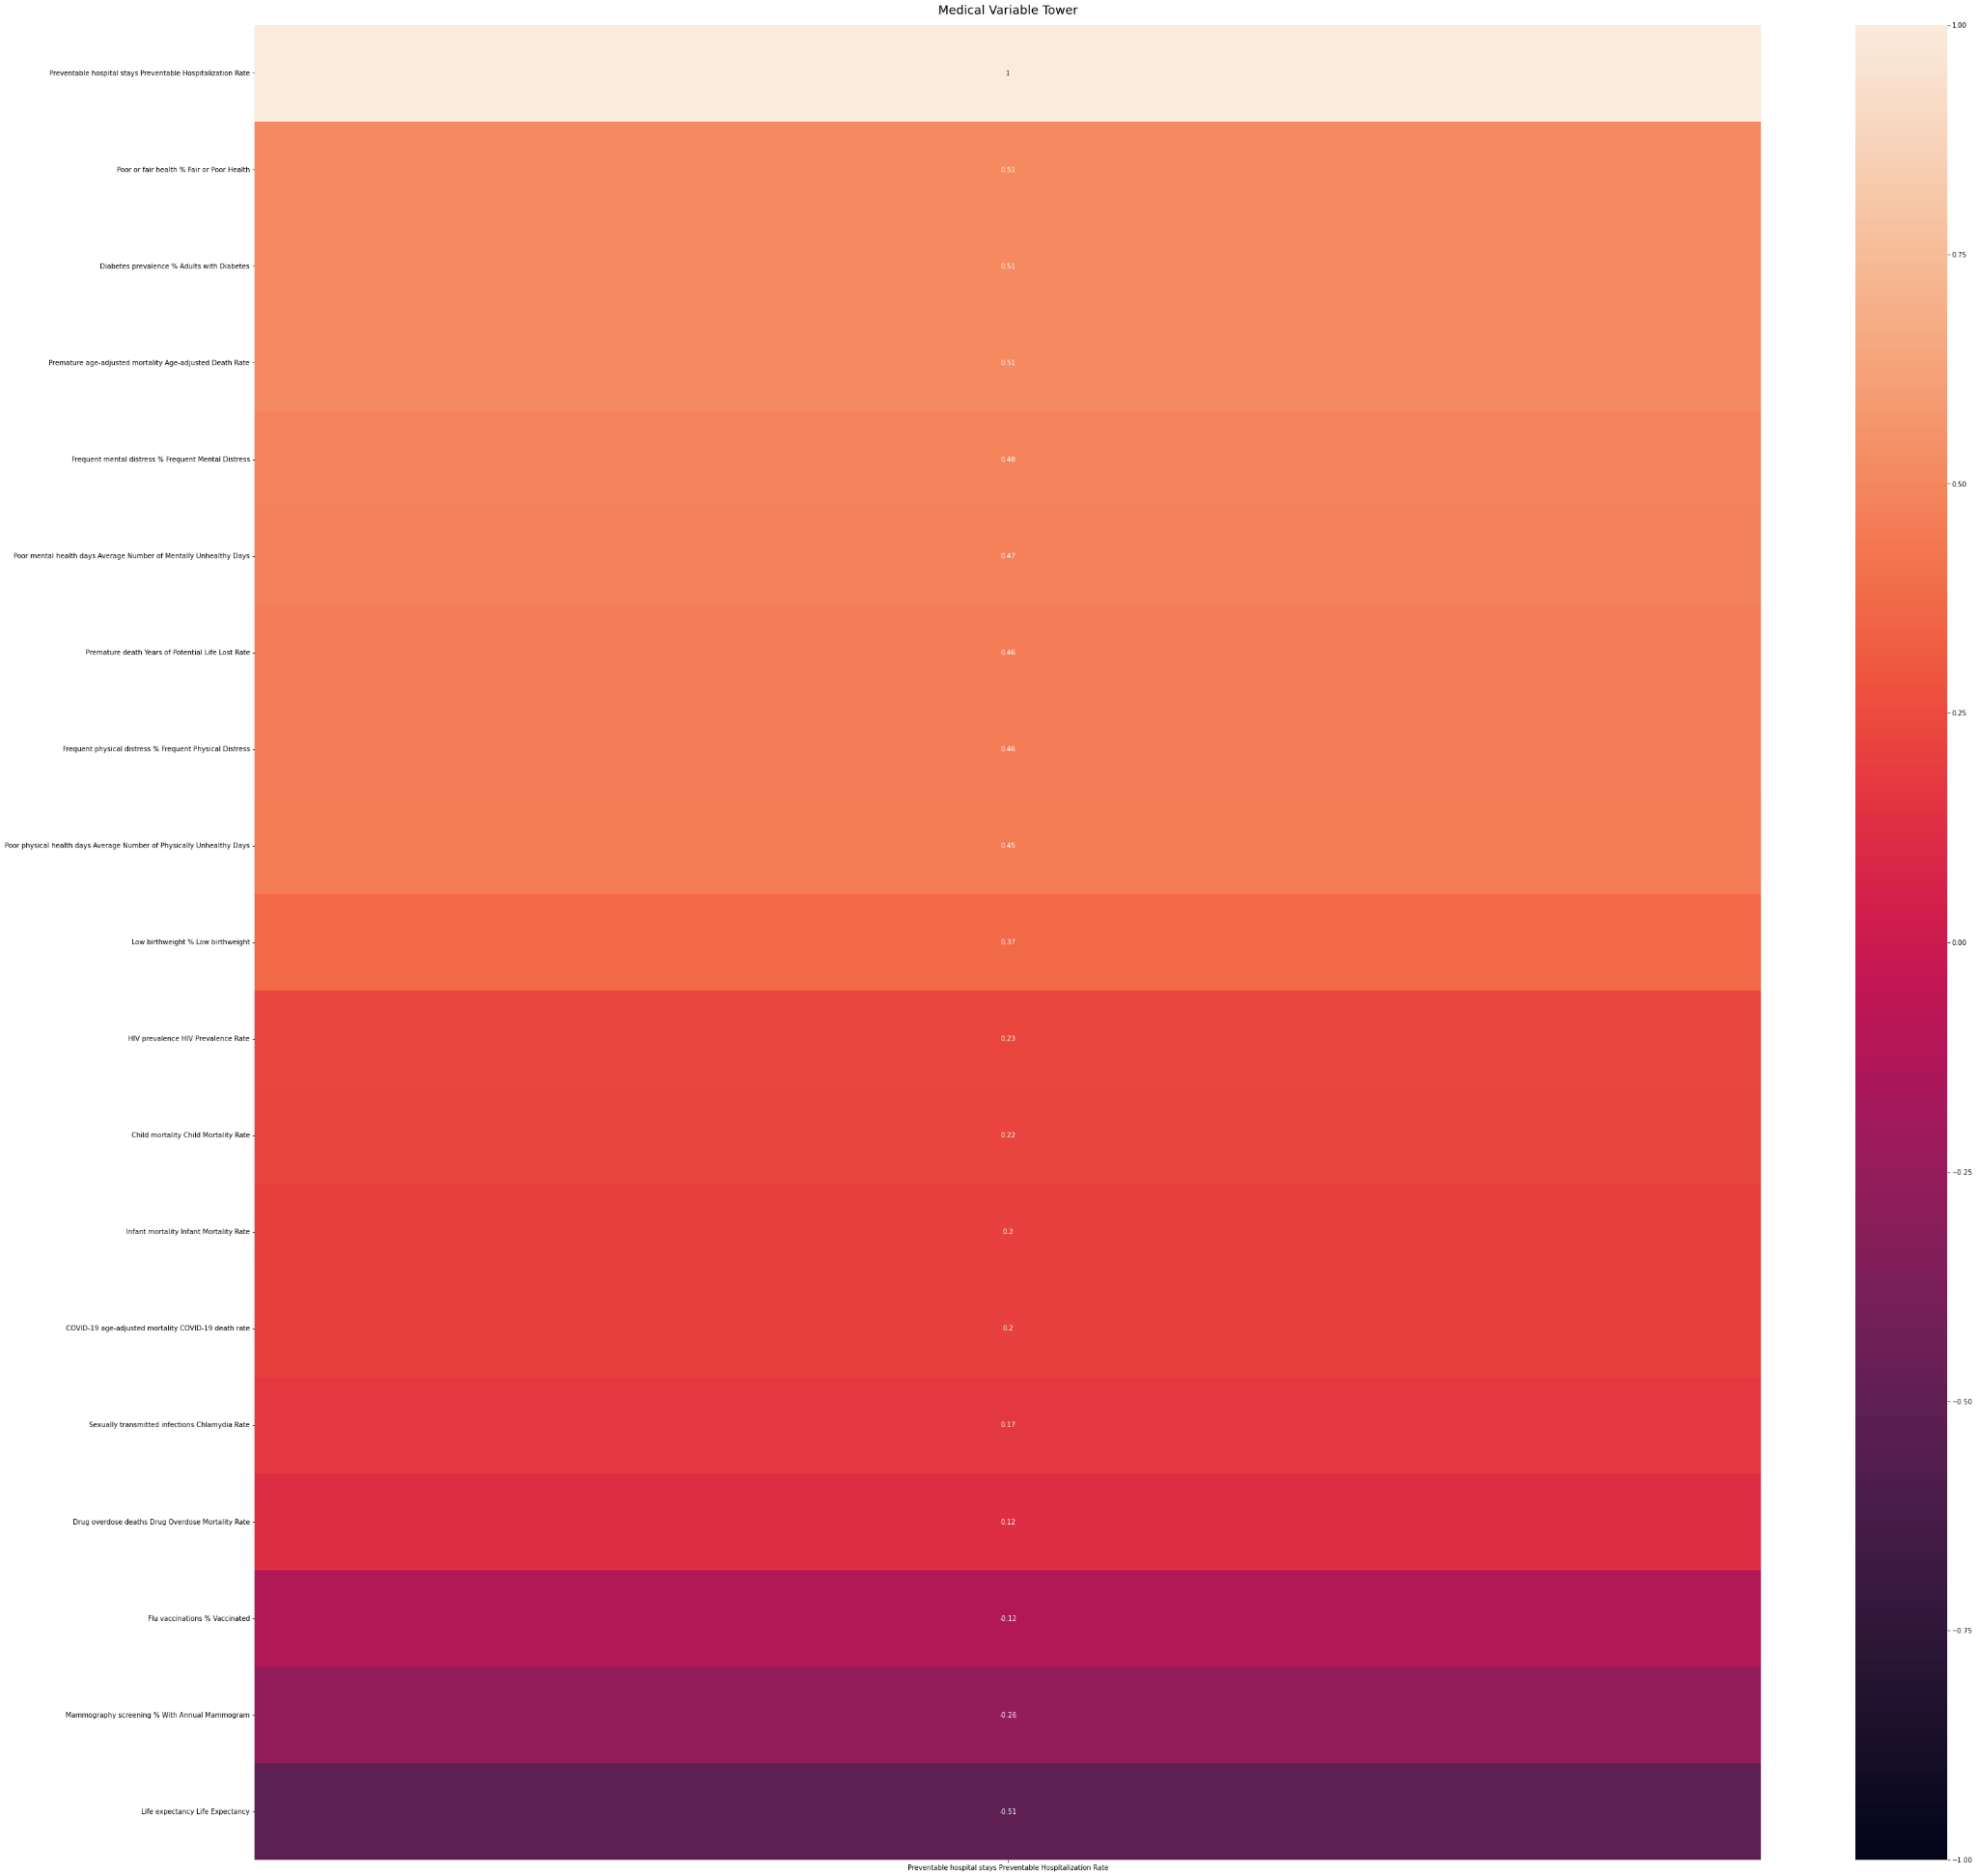 Medical Variable Tower
Preventable hospital stays Preventable Hospitalization Rate
1
Poor or fair health % Fair or Poor Health
0.51
Diabetes prevalence % Adults with Diabetes
0.51
Premature age-adjusted mortality Age-adjusted Death Rate
0.51
Frequent mental distress % Frequent Mental Distress
0.48
Poor mental health days Average Number of Mentally Unhealthy Days
0.47
Premature death Years of Potential Life Lost Rate
0.46
Frequent physical distress % Frequent Physical Distress
0.46
Poor physical health days Average Number of Physically Unhealthy Days
0.45
Low birthweight % Low birthweight
0.37
HIV prevalence HIV Prevalence Rate
0.23
Child mortality Child Mortality Rate
0.22
Infant mortality Infant Mortality Rate
0.2
COVID-19 age-adjusted mortality COVID-19 death rate
0.2
Sexually transmitted infections Chlamydia Rate
0.17
Drug overdose deaths Drug Overdose Mortality Rate
0.12
Flu vaccinations % Vaccinated
-0.12
Mammography screening % With Annual Mammogram
-0.26
Life expectancy Life Expectancy
-0.51
Preventable hospital stays Preventable Hospitalization Rate
1.00
0.75
0.50
0.25
0.00
−0.25
−0.50
−0.75
−1.00